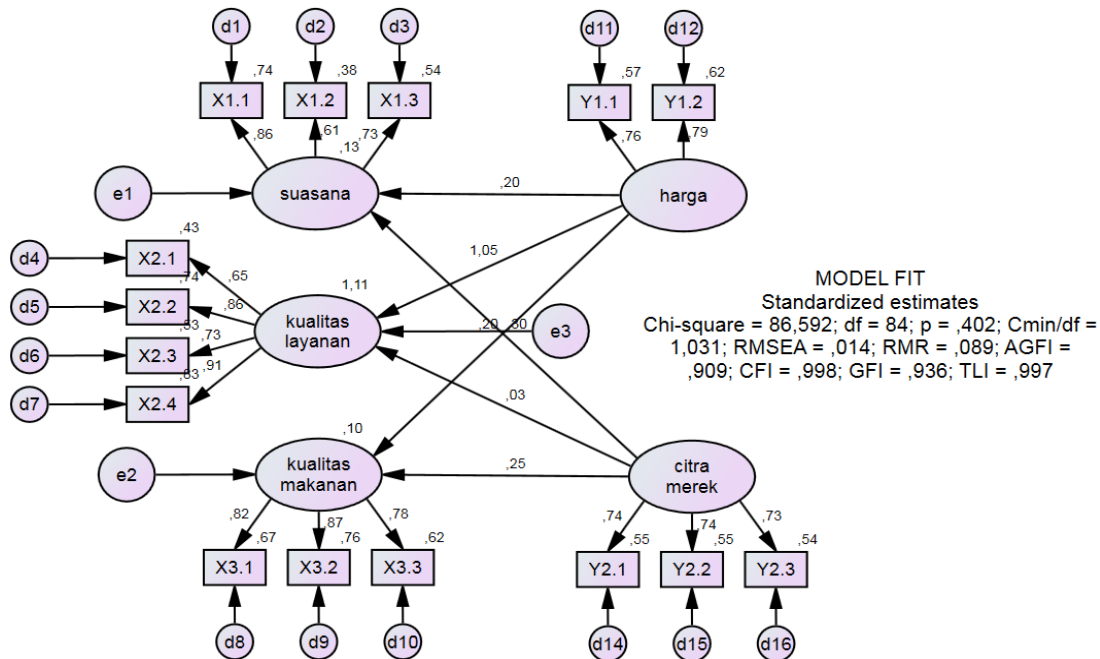 d1 d2 d3 d11 d12
,74 ,38 ,54 ,57 ,62
X1.1 X1.2 X1.3 Y1.1 Y1.2
,86 ,61 ,13 ,73 ,76 ,79
e1 suasana ,20 harga
,43
d4 X2.1
,65 1,05
,74
d5 X2.2 ,86 1,11
MODEL FIT
Standardized estimates
Chi-square = 86,592; df = 84; p = ,402; Cmin/df =
1,031; RMSEA = ,014; RMR = ,089; AGFI =
,909; CFI = ,998; GFI = ,936; TLI = ,997
kualitas
layanan
,20 e3
d6 X2.3 ,73
,91
d7 X2.4
,03
,10
e2 kualitas
makanan
,25
citra
merek
,82 ,87 ,78 ,74 ,74 ,73
,67 ,76 ,62 ,55 ,55 ,54
X3.1 X3.2 X3.3 Y2.1 Y2.2 Y2.3
d8 d9 d10 d14 d15 d16